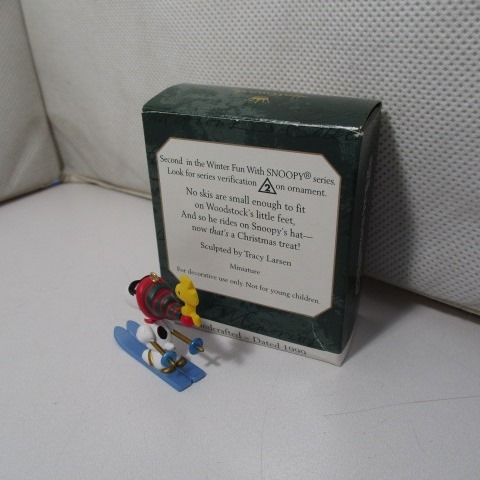 Second in the Winter Fun With SNOOPY® series.
Look for series verification 2 on ornament.
No skis are small enough to fit
on Woodstock's little feet,
And so he rides on Snoopy's hat—
now that's a Christmas treat!
Sculpted by Tracy Larsen
Miniature
For decorative use only. Not for young children.
Handcrafted – Dated 1999